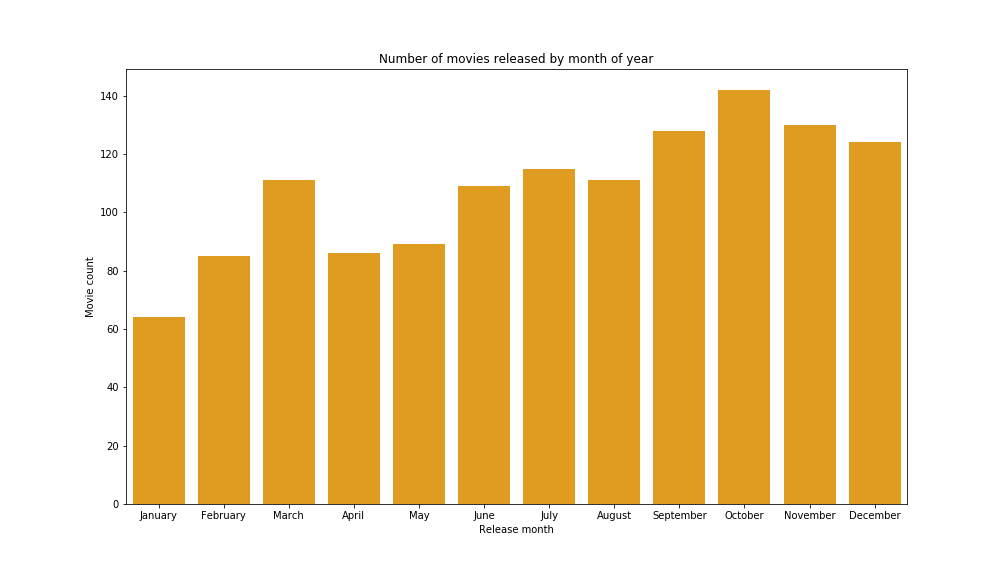 Number of movies released by month of year
140
120
100
80
60
40
20
0
Movie count
January February March April May June July August September October November December
Release month